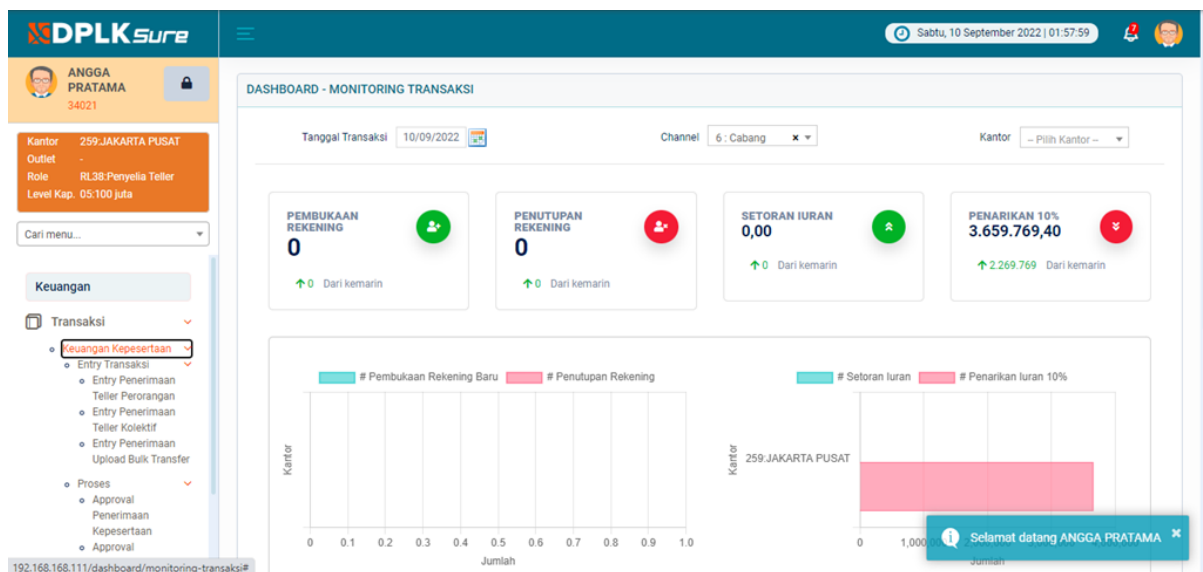 DPLKsure
Sabtu, 10 September 2022 | 01:57:59
7
ANGGA
PRATAMA
34021
Kantor 259:JAKARTA PUSAT
Outlet -
Role RL38:Penyelia Teller
Level Kap. 05:100 juta
Cari menu...
Keuangan
Transaksi
Keuangan Kepesertaan
Entry Transaksi
Entry Penerimaan
Teller Perorangan
Entry Penerimaan
Teller Kolektif
Entry Penerimaan
Upload Bulk Transfer
Proses
Approval
Penerimaan
Kepesertaan
Approval
192.168.168.111/dashboard/monitoring-transaksi#
DASHBOARD - MONITORING TRANSAKSI
Tanggal Transaksi 10/09/2022 Channel 6 : Cabang × Kantor -- Pilih Kantor --
PEMBUKAAN
REKENING
0
0 Dari kemarin
PENUTUPAN
REKENING
0
0 Dari kemarin
SETORAN IURAN
0,00
0 Dari kemarin
PENARIKAN 10%
3.659.769,40
2.269.769 Dari kemarin
# Pembukaan Rekening Baru # Penutupan Rekening
Kantor
0 0.1 0.2 0.3 0.4 0.5 0.6 0.7 0.8 0.9 1.0
Jumlah
# Setoran Iuran # Penarikan Iuran 10%
Kantor
259:JAKARTA PUSAT
0 1,000
Jumlah
Selamat datang ANGGA PRATAMA ×